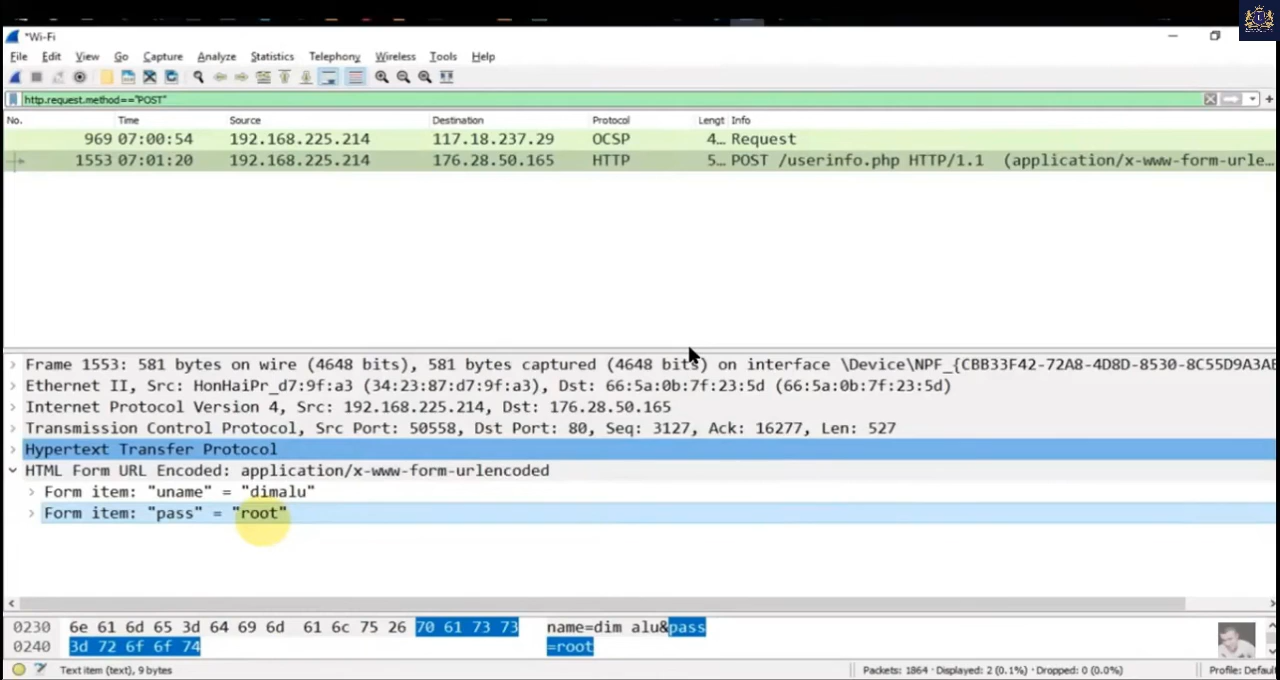 *Wi-Fi
File Edit View Go Capture Analyze Statistics Telephony Wireless Tools Help
http.request.method=="POST"
No. Time Source Destination Protocol Lengt Info
969 07:00:54 192.168.225.214 117.18.237.29 OCSP 4… Request
1553 07:01:20 192.168.225.214 176.28.50.165 HTTP 5… POST /userinfo.php HTTP/1.1 (application/x-www-form-urle…
Frame 1553: 581 bytes on wire (4648 bits), 581 bytes captured (4648 bits) on interface \Device\NPF_{CBB33F42-72A8-4D8D-8530-8C55D9A3AE
Ethernet II, Src: HonHaiPr_d7:9f:a3 (34:23:87:d7:9f:a3), Dst: 66:5a:0b:7f:23:5d (66:5a:0b:7f:23:5d)
Internet Protocol Version 4, Src: 192.168.225.214, Dst: 176.28.50.165
Transmission Control Protocol, Src Port: 50558, Dst Port: 80, Seq: 3127, Ack: 16277, Len: 527
Hypertext Transfer Protocol
HTML Form URL Encoded: application/x-www-form-urlencoded
Form item: "uname" = "dimalu"
Form item: "pass" = "root"
0230 6e 61 6d 65 3d 64 69 6d 61 6c 75 26 70 61 73 73 name=dim alu&pass
0240 3d 72 6f 6f 74 =root
Text item (text), 9 bytes Packets: 1864 · Displayed: 2 (0.1%) · Dropped: 0 (0.0%) Profile: Defaul